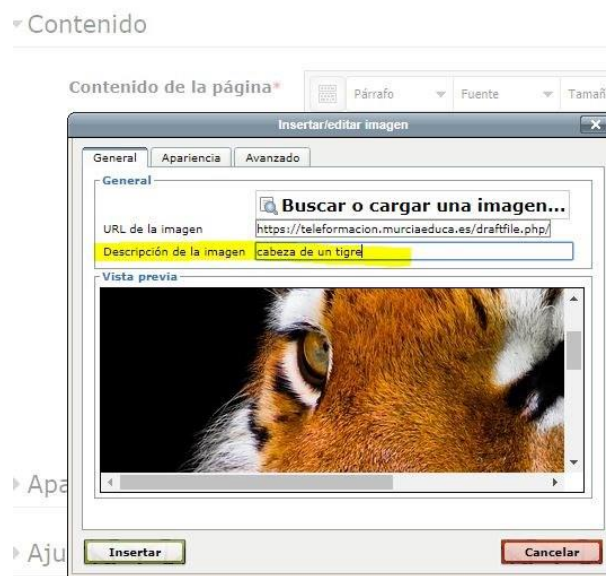 Contenido
Contenido de la página*
Párrafo Fuente Tamañ
Insertar/editar imagen X
General Apariencia Avanzado
General
Buscar o cargar una imagen...
URL de la imagen https://teleformacion.murciaeduca.es/draftfile.php/
Descripción de la imagen cabeza de un tigre
Vista previa
Apa
Aju
Insertar Cancelar